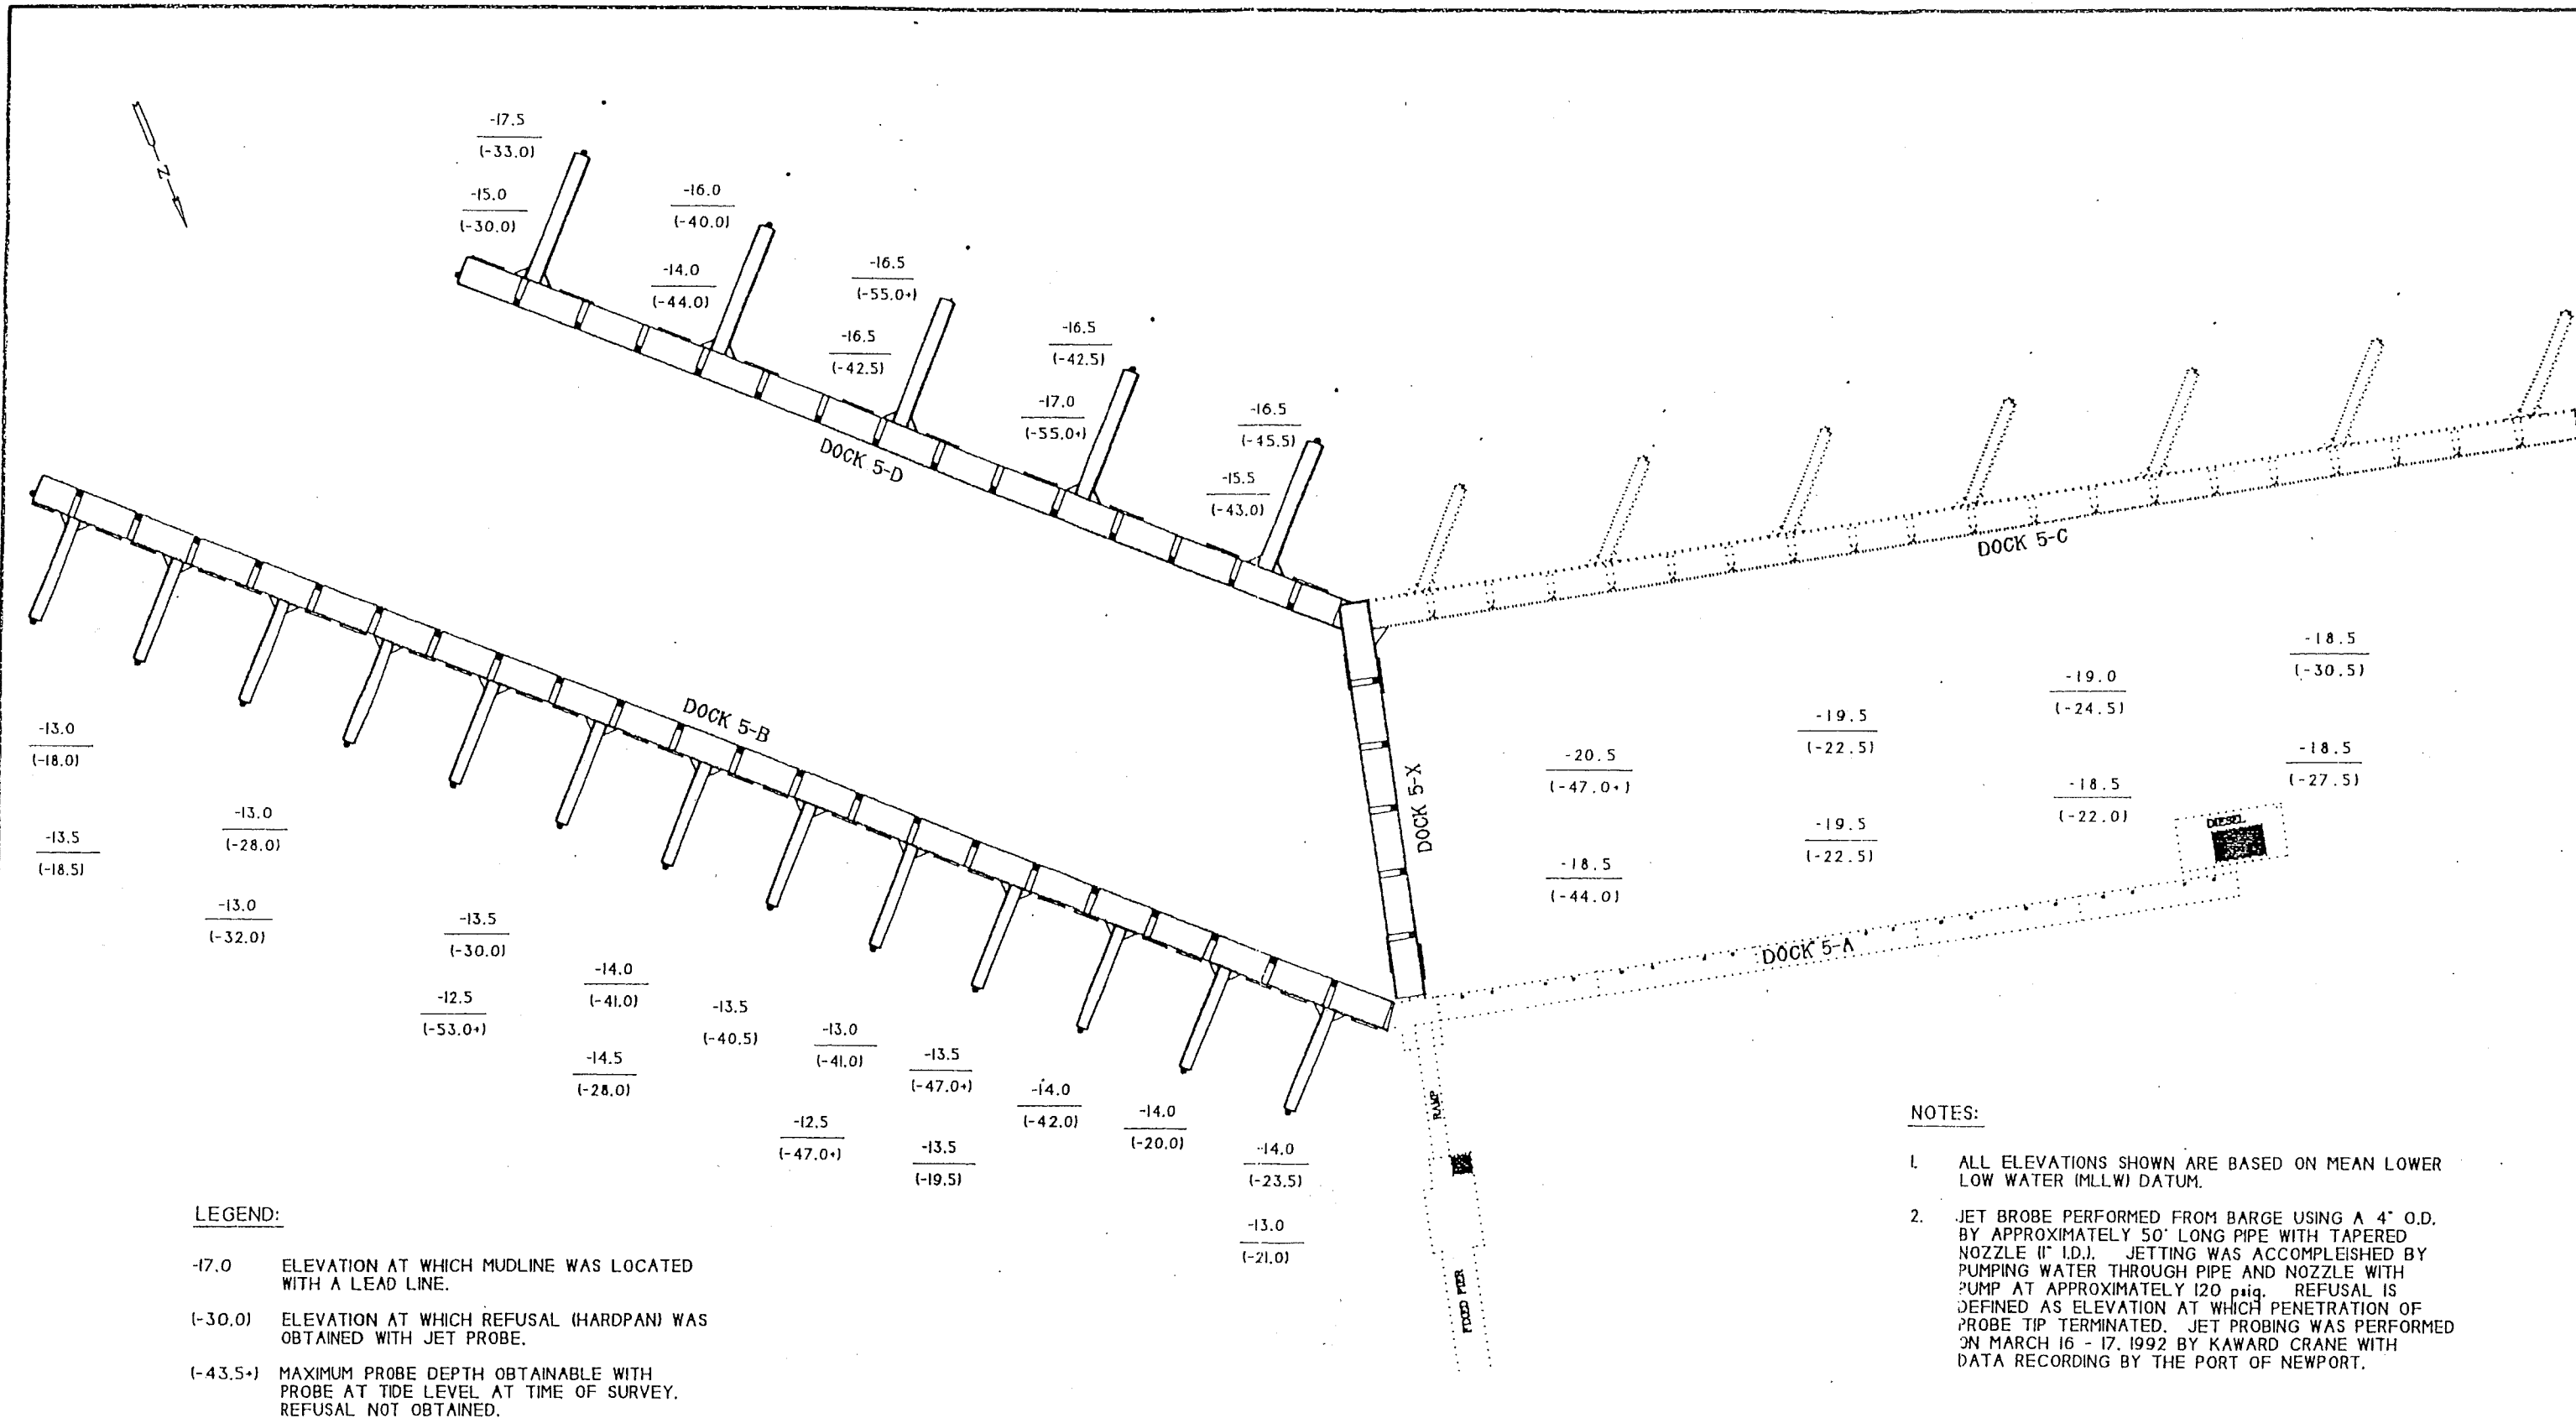 N
-17.5
(-33.0)
-15.0
(-30.0)
-16.0
(-40.0)
-14.0
(-44.0)
-16.5
(-55.0+)
-16.5
(-42.5)
-16.5
(-42.5)
-17.0
(-55.0+)
-16.5
(-45.5)
-15.5
(-43.0)
DOCK 5-D
DOCK 5-C
DOCK 5-B
DOCK 5-X
DOCK 5-A
-18.5
(-30.5)
-19.0
(-24.5)
-19.5
(-22.5)
-20.5
(-47.0+)
-18.5
(-27.5)
-18.5
(-22.0)
-19.5
(-22.5)
-18.5
(-44.0)
DIESEL
RAMP
FIXED PIER
-13.0
(-18.0)
-13.5
(-18.5)
-13.0
(-28.0)
-13.0
(-32.0)
-13.5
(-30.0)
-12.5
(-53.0+)
-14.0
(-41.0)
-14.5
(-28.0)
-13.5
(-40.5)
-13.0
(-41.0)
-12.5
(-47.0+)
-13.5
(-47.0+)
-13.5
(-19.5)
-14.0
(-42.0)
-14.0
(-20.0)
-14.0
(-23.5)
-13.0
(-21.0)
LEGEND:
-17.0 ELEVATION AT WHICH MUDLINE WAS LOCATED
WITH A LEAD LINE.
(-30.0) ELEVATION AT WHICH REFUSAL (HARDPAN) WAS
OBTAINED WITH JET PROBE.
(-43.5+) MAXIMUM PROBE DEPTH OBTAINABLE WITH
PROBE AT TIDE LEVEL AT TIME OF SURVEY.
REFUSAL NOT OBTAINED.
NOTES:
1. ALL ELEVATIONS SHOWN ARE BASED ON MEAN LOWER
LOW WATER (MLLW) DATUM.
2. JET BROBE PERFORMED FROM BARGE USING A 4" O.D.
BY APPROXIMATELY 50' LONG PIPE WITH TAPERED
NOZZLE (1" I.D.). JETTING WAS ACCOMPLEISHED BY
PUMPING WATER THROUGH PIPE AND NOZZLE WITH
PUMP AT APPROXIMATELY 120 psig. REFUSAL IS
DEFINED AS ELEVATION AT WHICH PENETRATION OF
PROBE TIP TERMINATED. JET PROBING WAS PERFORMED
ON MARCH 16 - 17, 1992 BY KAWARD CRANE WITH
DATA RECORDING BY THE PORT OF NEWPORT.